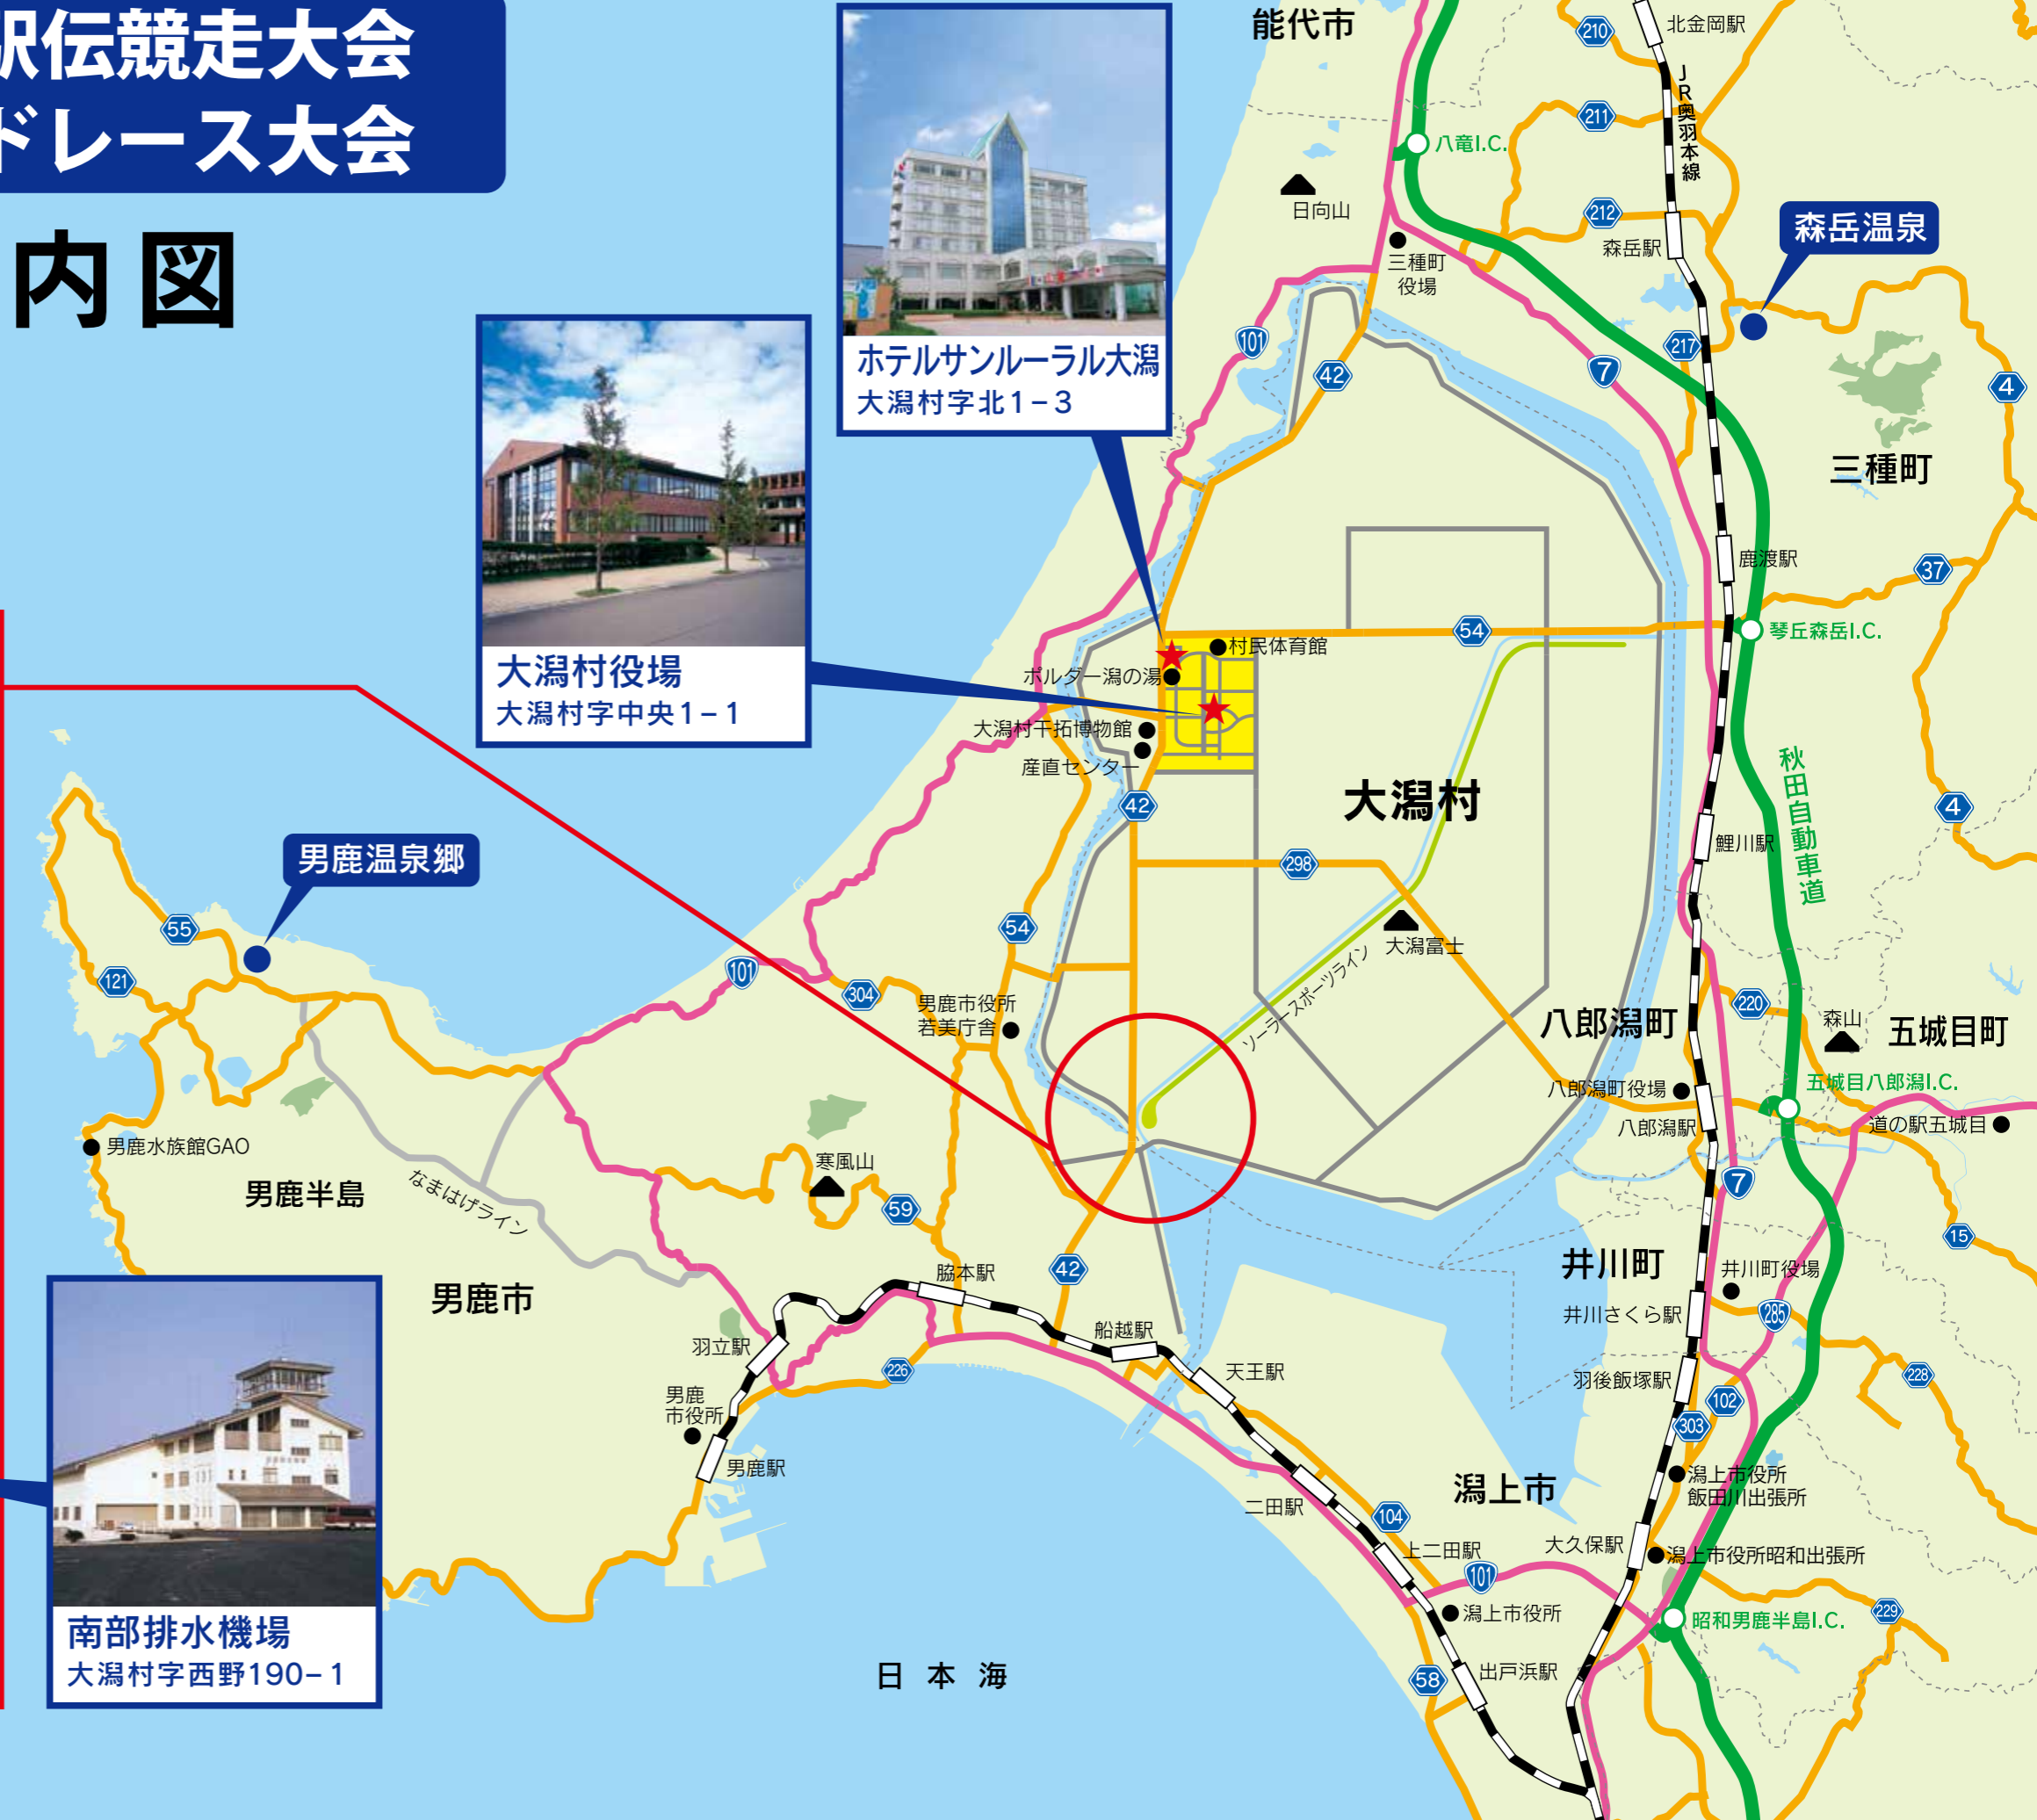 駅伝競走大会
ドレース大会
内図
ホテルサンルーラル大潟
大潟村字北1−3
大潟村役場
大潟村字中央1−1
南部排水機場
大潟村字西野190−1
能代市
北金岡駅
210
JR奥羽本線
211
八竜I.C.
日向山
212
森岳駅
森岳温泉
三種町
役場
101
42
7
217
4
三種町
鹿渡駅
37
54
琴丘森岳I.C.
村民体育館
ポルダー潟の湯
大潟村干拓博物館
産直センター
42
大潟村
秋田自動車道
4
鯉川駅
298
男鹿温泉郷
55
121
54
大潟富士
ソーラースポーツライン
101
304
男鹿市役所
若美庁舎
八郎潟町
220
森山
五城目町
八郎潟町役場
五城目八郎潟I.C.
八郎潟駅
道の駅五城目
男鹿水族館GAO
男鹿半島
なまはげライン
寒風山
59
7
15
男鹿市
脇本駅
42
井川町
井川町役場
井川さくら駅
285
羽立駅
船越駅
226
天王駅
羽後飯塚駅
228
102
303
男鹿
市役所
男鹿駅
潟上市
潟上市役所
飯田川出張所
二田駅
104
大久保駅
上二田駅
潟上市役所昭和出張所
101
潟上市役所
229
昭和男鹿半島I.C.
日本海
58
出戸浜駅